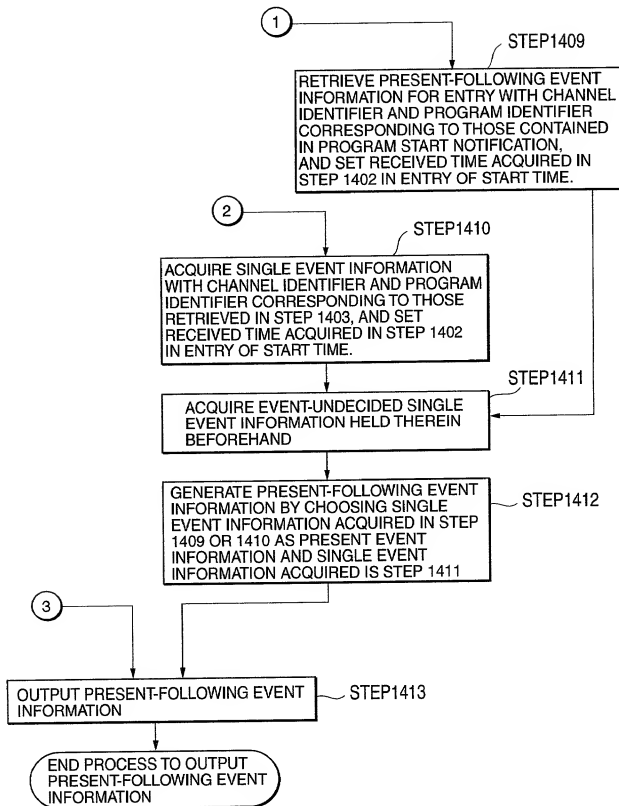 1
STEP1409
RETRIEVE PRESENT-FOLLOWING EVENT
INFORMATION FOR ENTRY WITH CHANNEL
IDENTIFIER AND PROGRAM IDENTIFIER
CORRESPONDING TO THOSE CONTAINED
IN PROGRAM START NOTIFICATION,
AND SET RECEIVED TIME ACQUIRED IN
STEP 1402 IN ENTRY OF START TIME.
2
STEP1410
ACQUIRE SINGLE EVENT INFORMATION
WITH CHANNEL IDENTIFIER AND PROGRAM
IDENTIFIER CORRESPONDING TO THOSE
RETRIEVED IN STEP 1403, AND SET
RECEIVED TIME ACQUIRED IN STEP 1402
IN ENTRY OF START TIME.
STEP1411
ACQUIRE EVENT-UNDECIDED SINGLE
EVENT INFORMATION HELD THEREIN
BEFOREHAND
STEP1412
GENERATE PRESENT-FOLLOWING EVENT
INFORMATION BY CHOOSING SINGLE
EVENT INFORMATION ACQUIRED IN STEP
1409 OR 1410 AS PRESENT EVENT
INFORMATION AND SINGLE EVENT
INFORMATION ACQUIRED IS STEP 1411
3
OUTPUT PRESENT-FOLLOWING EVENT
INFORMATION
STEP1413
END PROCESS TO OUTPUT
PRESENT-FOLLOWING EVENT
INFORMATION